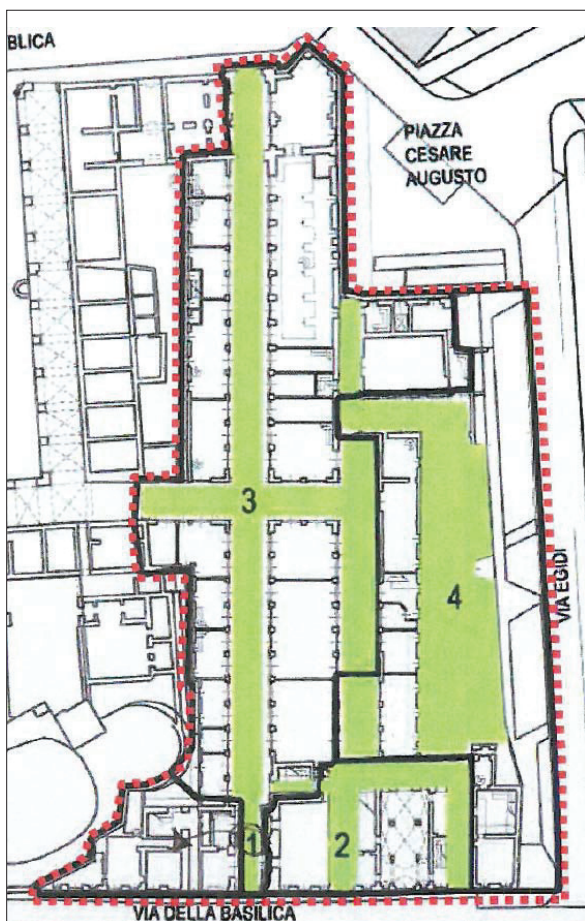 BLICA
PIAZZA
CESARE
AUGUSTO
3
4
VIA EGIDI
1
2
VIA DELLA BASILICA